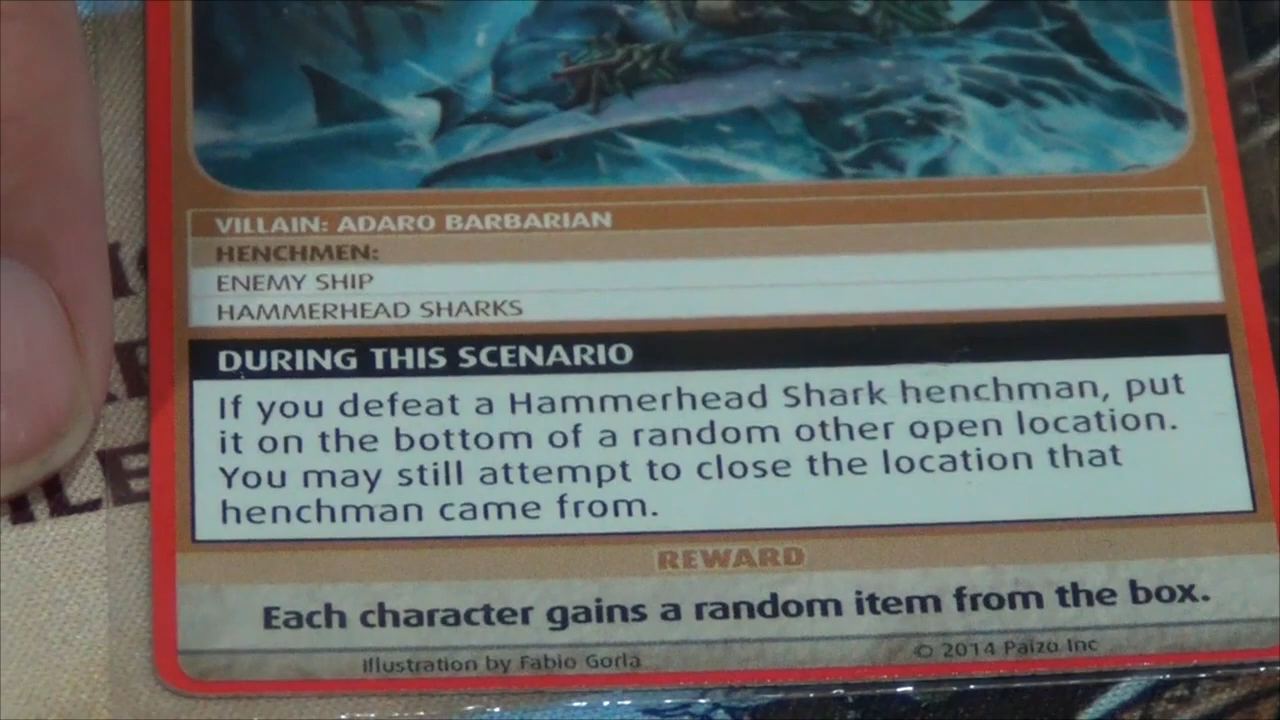 VILLAIN: ADARO BARBARIAN
HENCHMEN:
ENEMY SHIP
HAMMERHEAD SHARKS
DURING THIS SCENARIO
If you defeat a Hammerhead Shark henchman, put
it on the bottom of a random other open location.
You may still attempt to close the location that
henchman came from.
REWARD
Each character gains a random item from the box.
Illustration by Fabio Gorla
© 2014 Paizo Inc